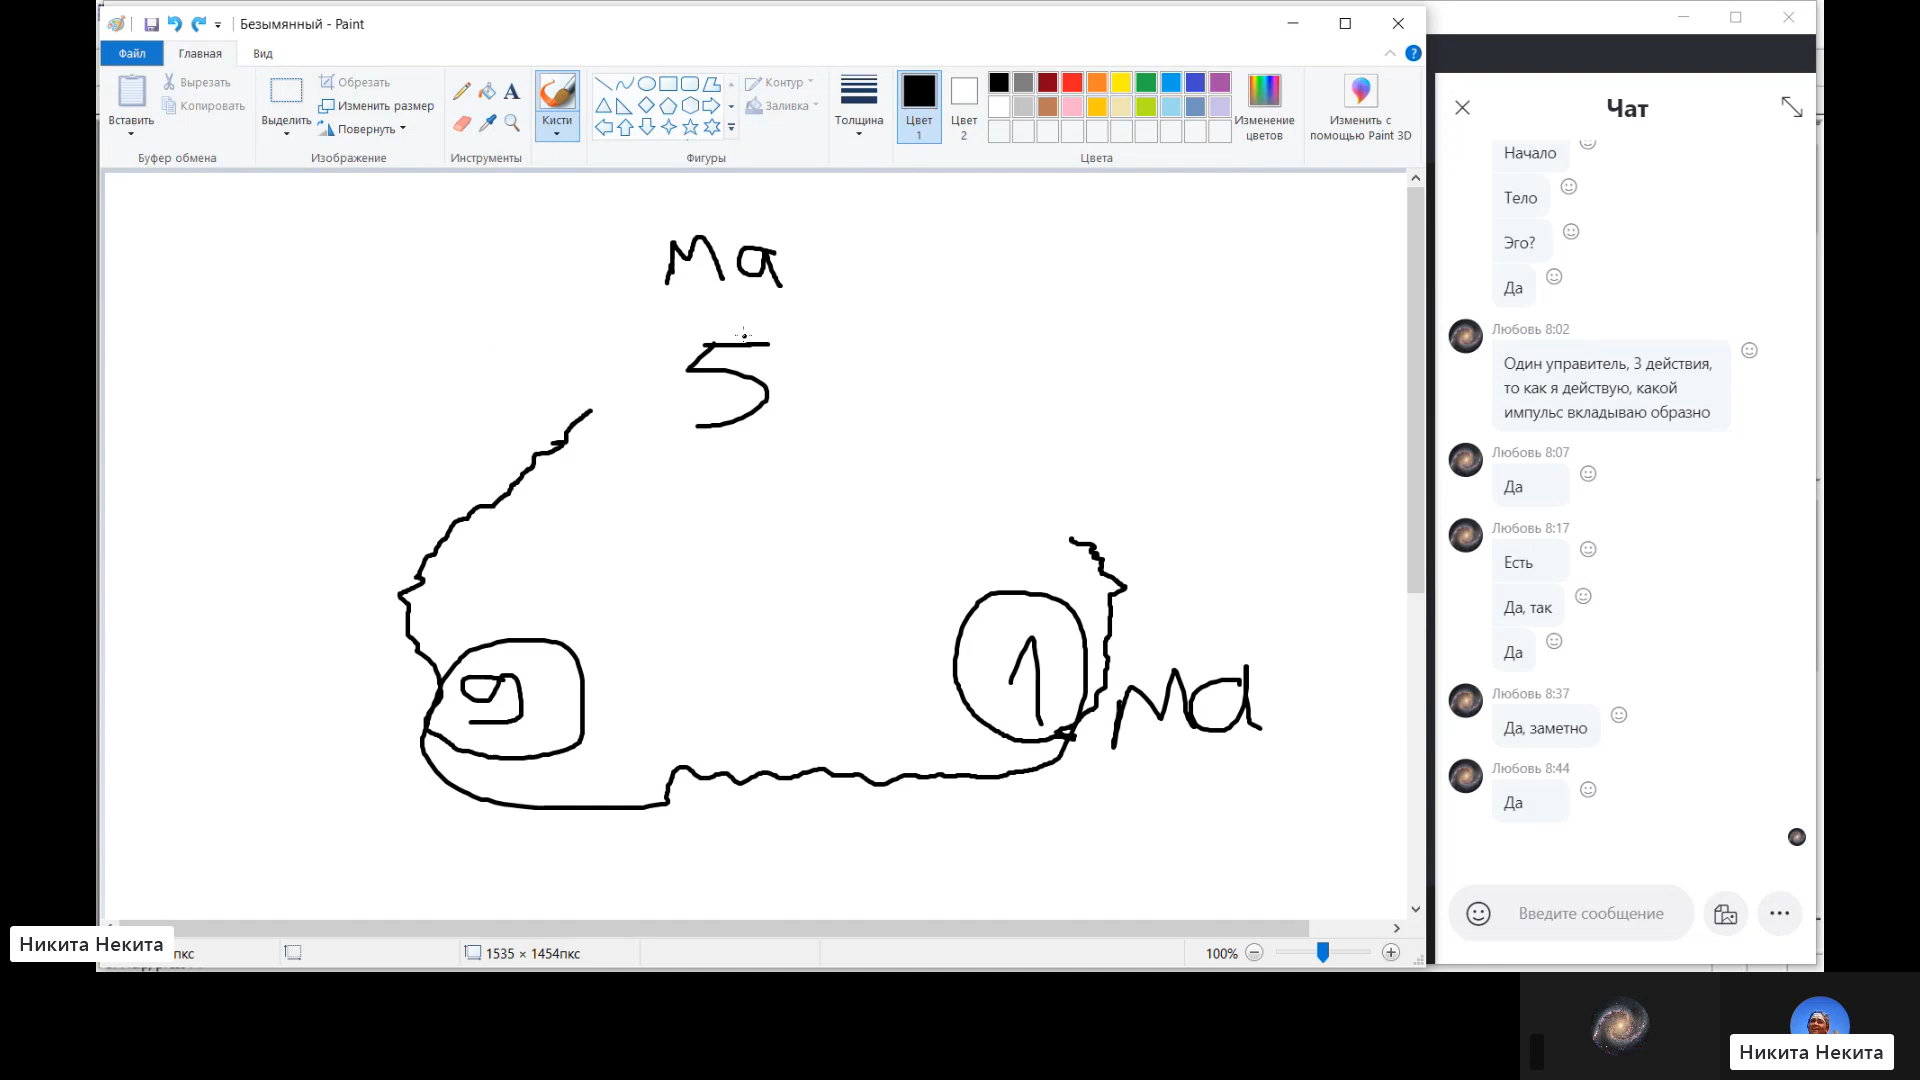 Безымянный - Paint
Файл Главная Вид
Вставить
Вырезать
Копировать
Буфер обмена
Выделить
Обрезать
Изменить размер
Повернуть
Изображение
Инструменты
Кисти
Фигуры
Контур
Заливка
Толщина
Цвет 1
Цвет 2
Изменение цветов
Цвета
Изменить с помощью Paint 3D
Ма
5
1
Ма
1535 × 1454пкс
100%
Чат
Начало
Тело
Эго?
Да
Любовь 8:02
Один управитель, 3 действия,
то как я действую, какой
импульс вкладываю образно
Любовь 8:07
Да
Любовь 8:17
Есть
Да, так
Да
Любовь 8:37
Да, заметно
Любовь 8:44
Да
Введите сообщение
Никита Некита
пкс
Никита Некита